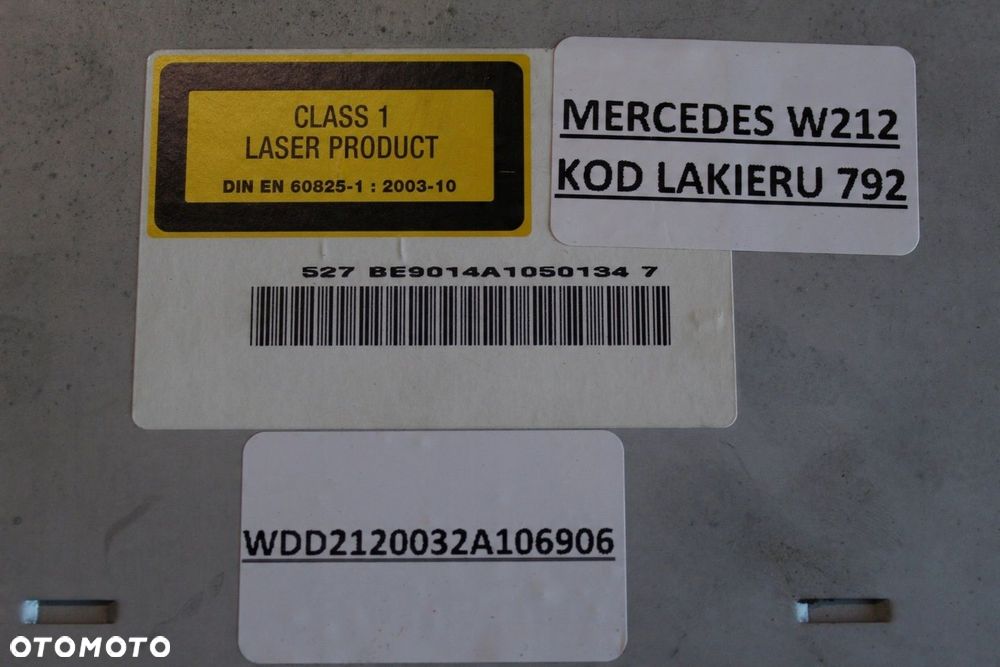 CLASS 1
LASER PRODUCT
DIN EN 60825-1 : 2003-10
MERCEDES W212
KOD LAKIERU 792
527 BE9014A1050134 7
WDD2120032A106906
OTOMOTO